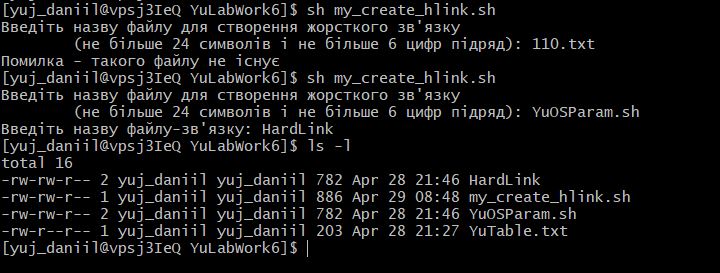 [yuj_daniil@vpsj3IeQ YuLabWork6]$ sh my_create_hlink.sh
Введіть назву файлу для створення жорсткого зв'язку
(не більше 24 символів і не більше 6 цифр підряд): 110.txt
Помилка - такого файлу не існує
[yuj_daniil@vpsj3IeQ YuLabWork6]$ sh my_create_hlink.sh
Введіть назву файлу для створення жорсткого зв'язку
(не більше 24 символів і не більше 6 цифр підряд): YuOSParam.sh
Введіть назву файлу-зв'язку: HardLink
[yuj_daniil@vpsj3IeQ YuLabWork6]$ ls -l
total 16
-rw-rw-r-- 2 yuj_daniil yuj_daniil 782 Apr 28 21:46 HardLink
-rw-rw-r-- 1 yuj_daniil yuj_daniil 886 Apr 29 08:48 my_create_hlink.sh
-rw-rw-r-- 2 yuj_daniil yuj_daniil 782 Apr 28 21:46 YuOSParam.sh
-rw-r--r-- 1 yuj_daniil yuj_daniil 203 Apr 28 21:27 YuTable.txt
[yuj_daniil@vpsj3IeQ YuLabWork6]$